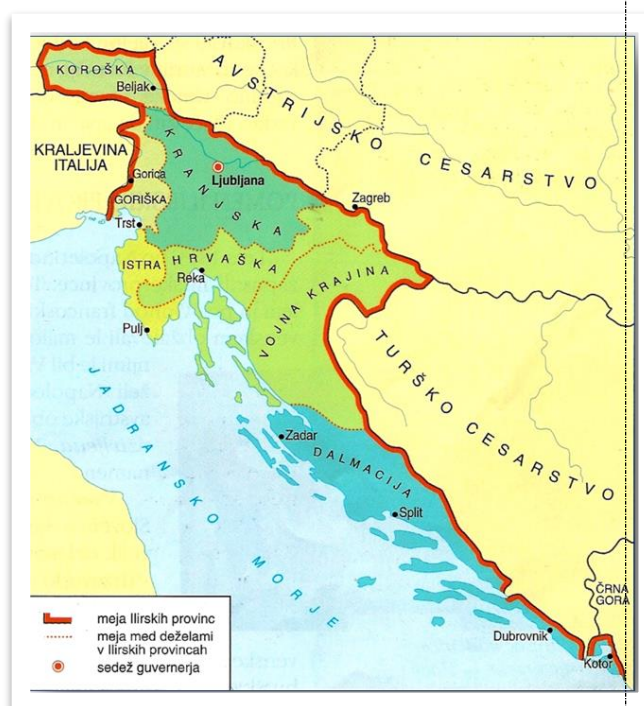 KOROŠKA
Beljak
AVSTRIJSKO CESARSTVO
KRALJEVINA
ITALIJA
Gorica
GORIŠKA
KRANJSKA
Ljubljana
Zagreb
Trst
ISTRA
HRVAŠKA
Reka
VOJNA KRAJINA
Pulj
TURŠKO CESARSTVO
JADRANSKO MORJE
Zadar
DALMACIJA
Split
ČRNA
GORA
Dubrovnik
Kotor
meja Ilirskih provinc
meja med deželami
v Ilirskih provincah
sedež guvernerja